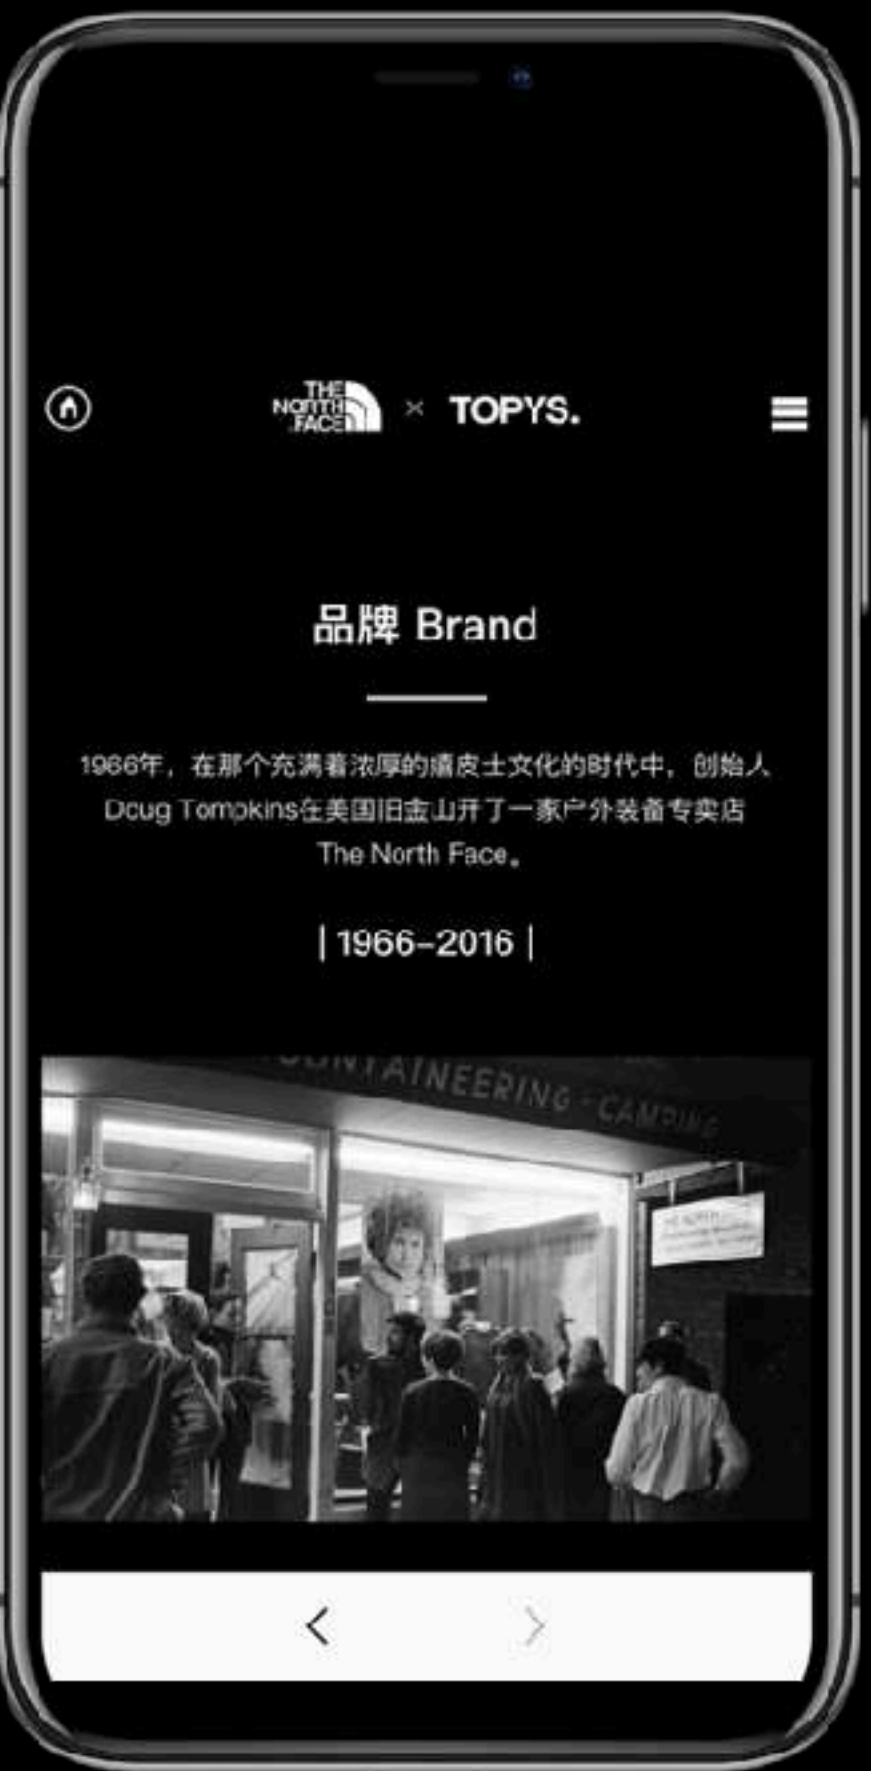 THE
NORTH
FACE
×
TOPYS.
品牌 Brand
1966年，在那个充满着浓厚的嬉皮士文化的时代中，创始人
Doug Tompkins在美国旧金山开了一家户外装备专卖店
The North Face。
| 1966–2016 |
MOUNTAINEERING - CAMPING
THE NORTH